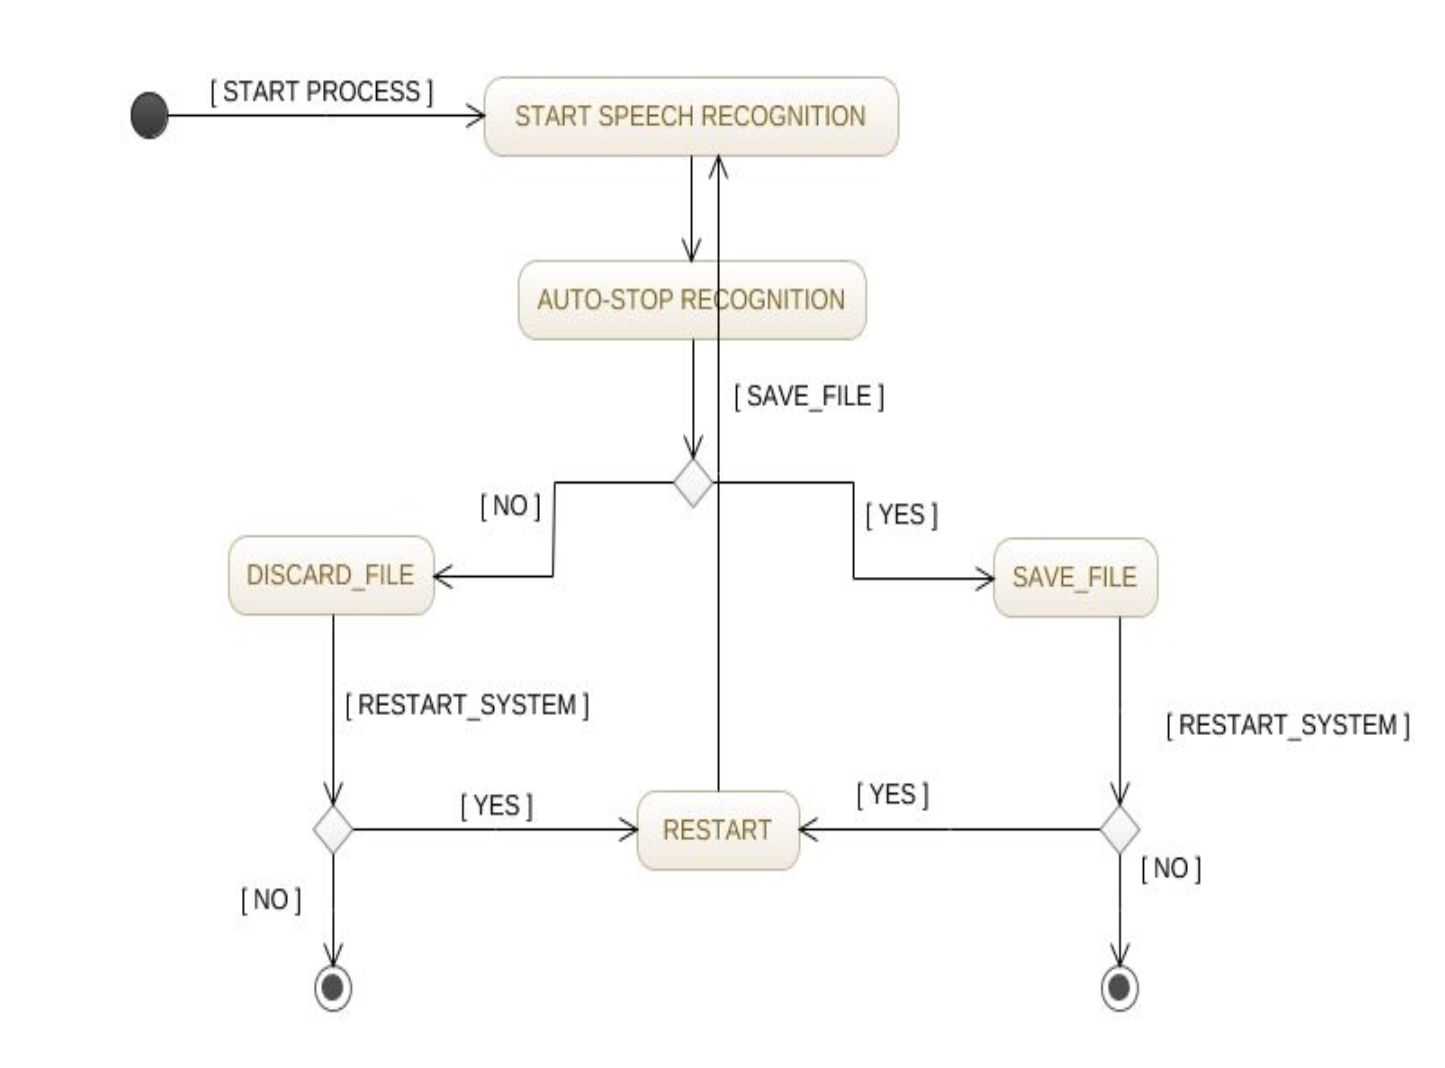 [ START PROCESS ]
START SPEECH RECOGNITION
AUTO-STOP RECOGNITION
[ SAVE_FILE ]
[ NO ]
[ YES ]
DISCARD_FILE
SAVE_FILE
[ RESTART_SYSTEM ]
[ RESTART_SYSTEM ]
[ YES ]
[ YES ]
RESTART
[ NO ]
[ NO ]